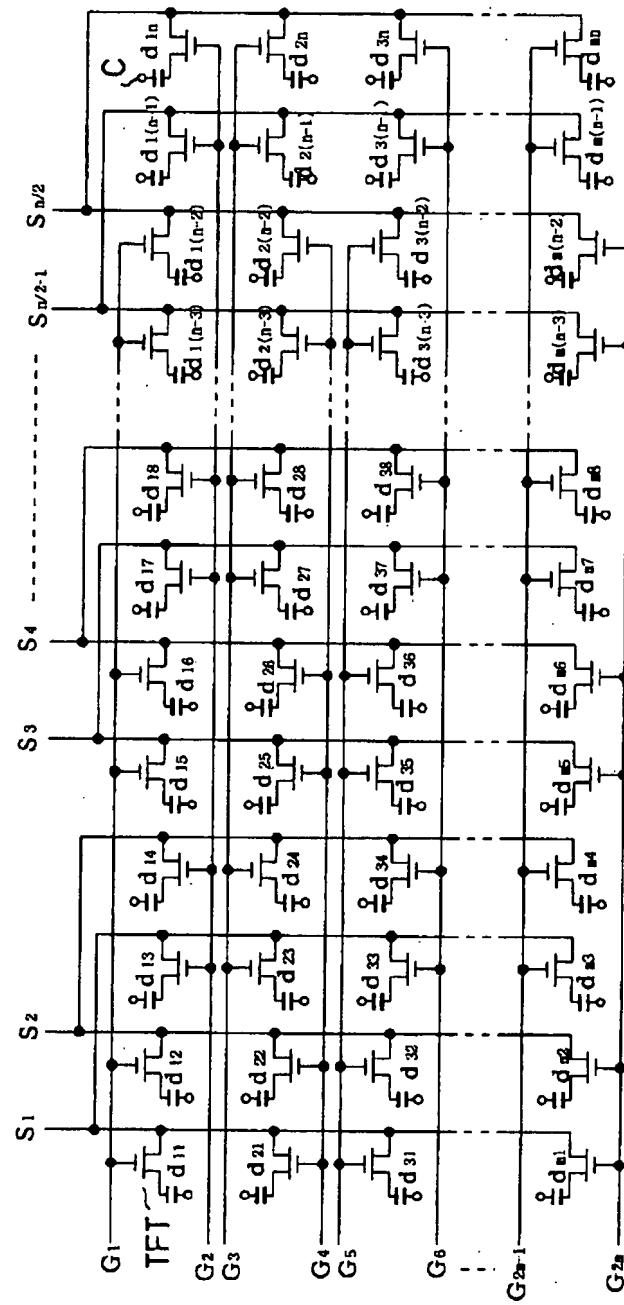 S1 S2 S3 S4 Sn/2-1 Sn/2
G1
TFT
C
d11 d12 d13 d14 d15 d16 d17 d18 d1(n-3) d1(n-2) d1(n-1) d1n
G2
G3
d21 d22 d23 d24 d25 d26 d27 d28 d2(n-3) d2(n-2) d2(n-1) d2n
G4
G5
d31 d32 d33 d34 d35 d36 d37 d38 d3(n-3) d3(n-2) d3(n-1) d3n
G6
G2m-1
dm1 dm2 dm3 dm4 dm5 dm6 dm7 dm8 dm(n-3) dm(n-2) dm(n-1) dmn
G2m